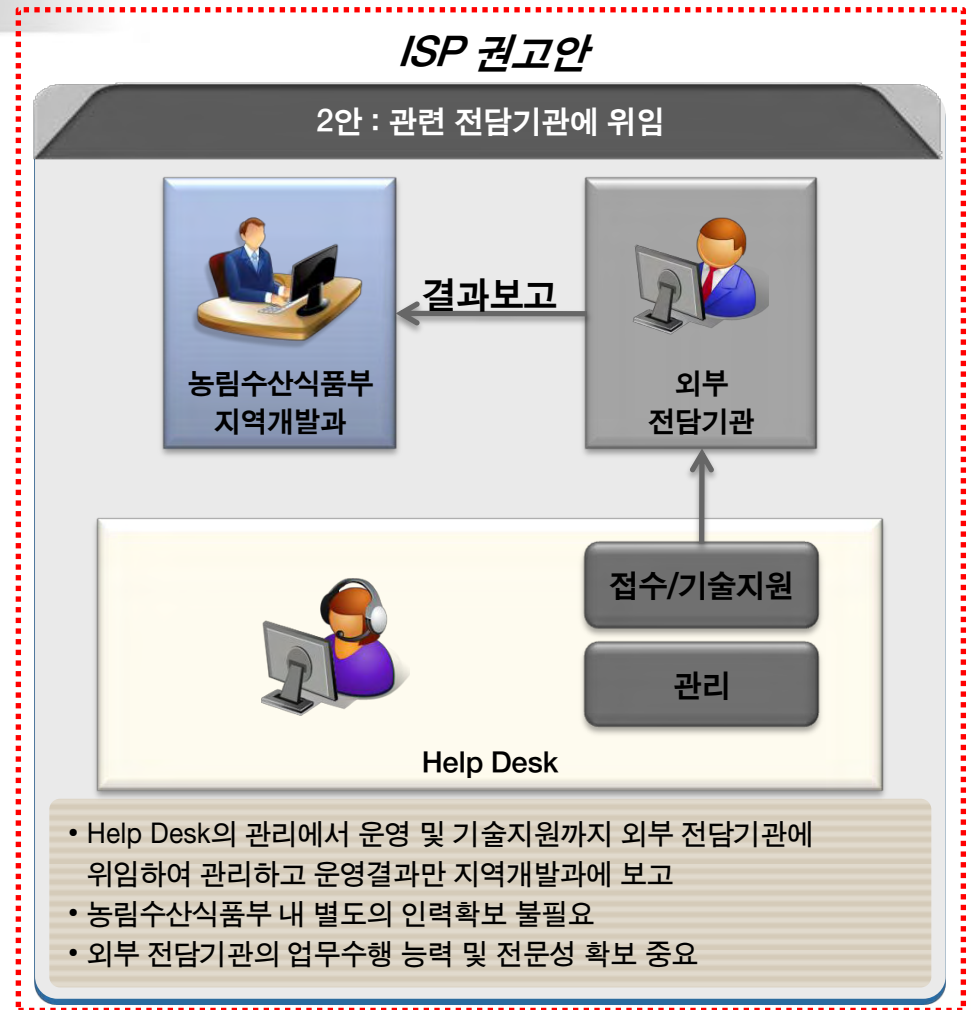 ISP 권고안
2안 : 관련 전담기관에 위임
결과보고
농림수산식품부
지역개발과
외부
전담기관
접수/기술지원
관리
Help Desk
• Help Desk의 관리에서 운영 및 기술지원까지 외부 전담기관에
위임하여 관리하고 운영결과만 지역개발과에 보고
• 농림수산식품부 내 별도의 인력확보 불필요
• 외부 전담기관의 업무수행 능력 및 전문성 확보 중요